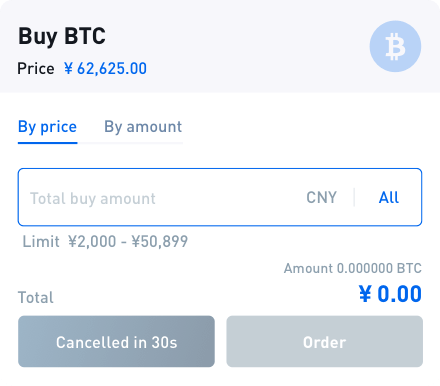 Buy BTC
Price ¥ 62,625.00
By price By amount
Total buy amount CNY All
Limit ¥2,000 - ¥50,899
Amount 0.000000 BTC
Total ¥ 0.00
Cancelled in 30s Order